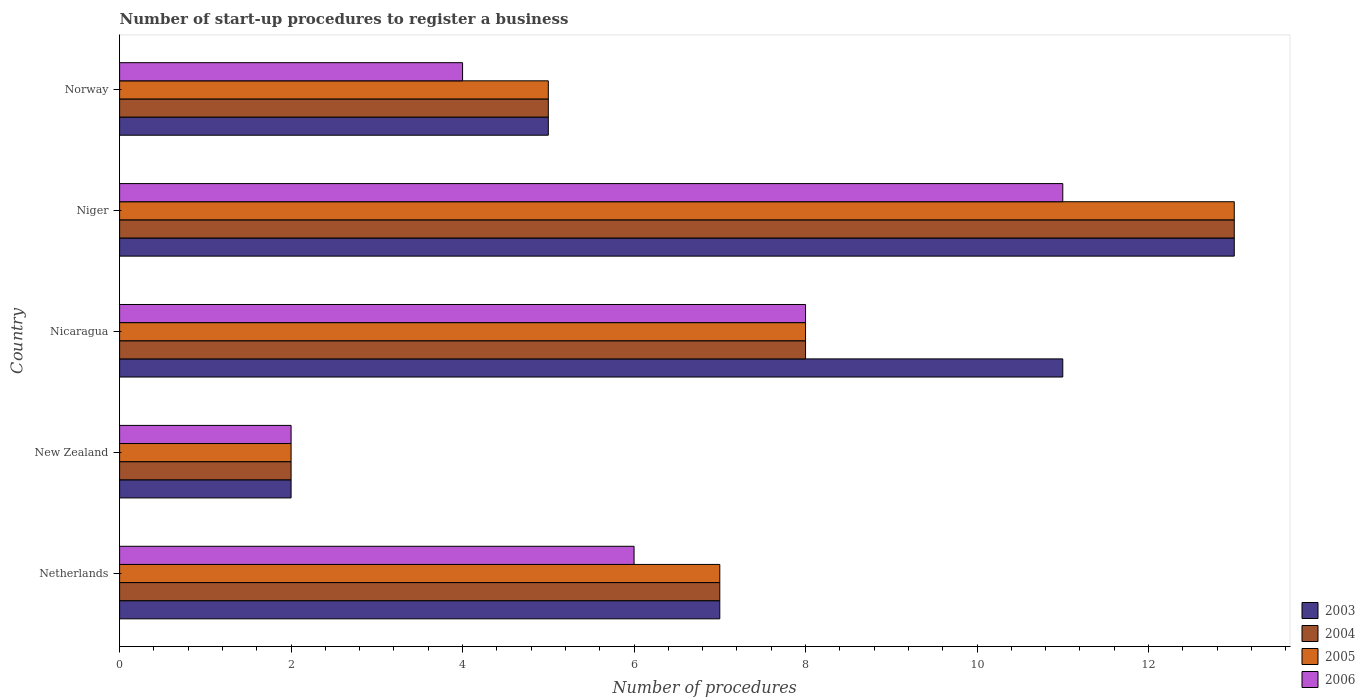 Number of start-up procedures to register a business
Norway
Niger
Nicaragua
New Zealand
Netherlands
Country
0
2
4
6
8
10
12
Number of procedures
2003
2004
2005
2006